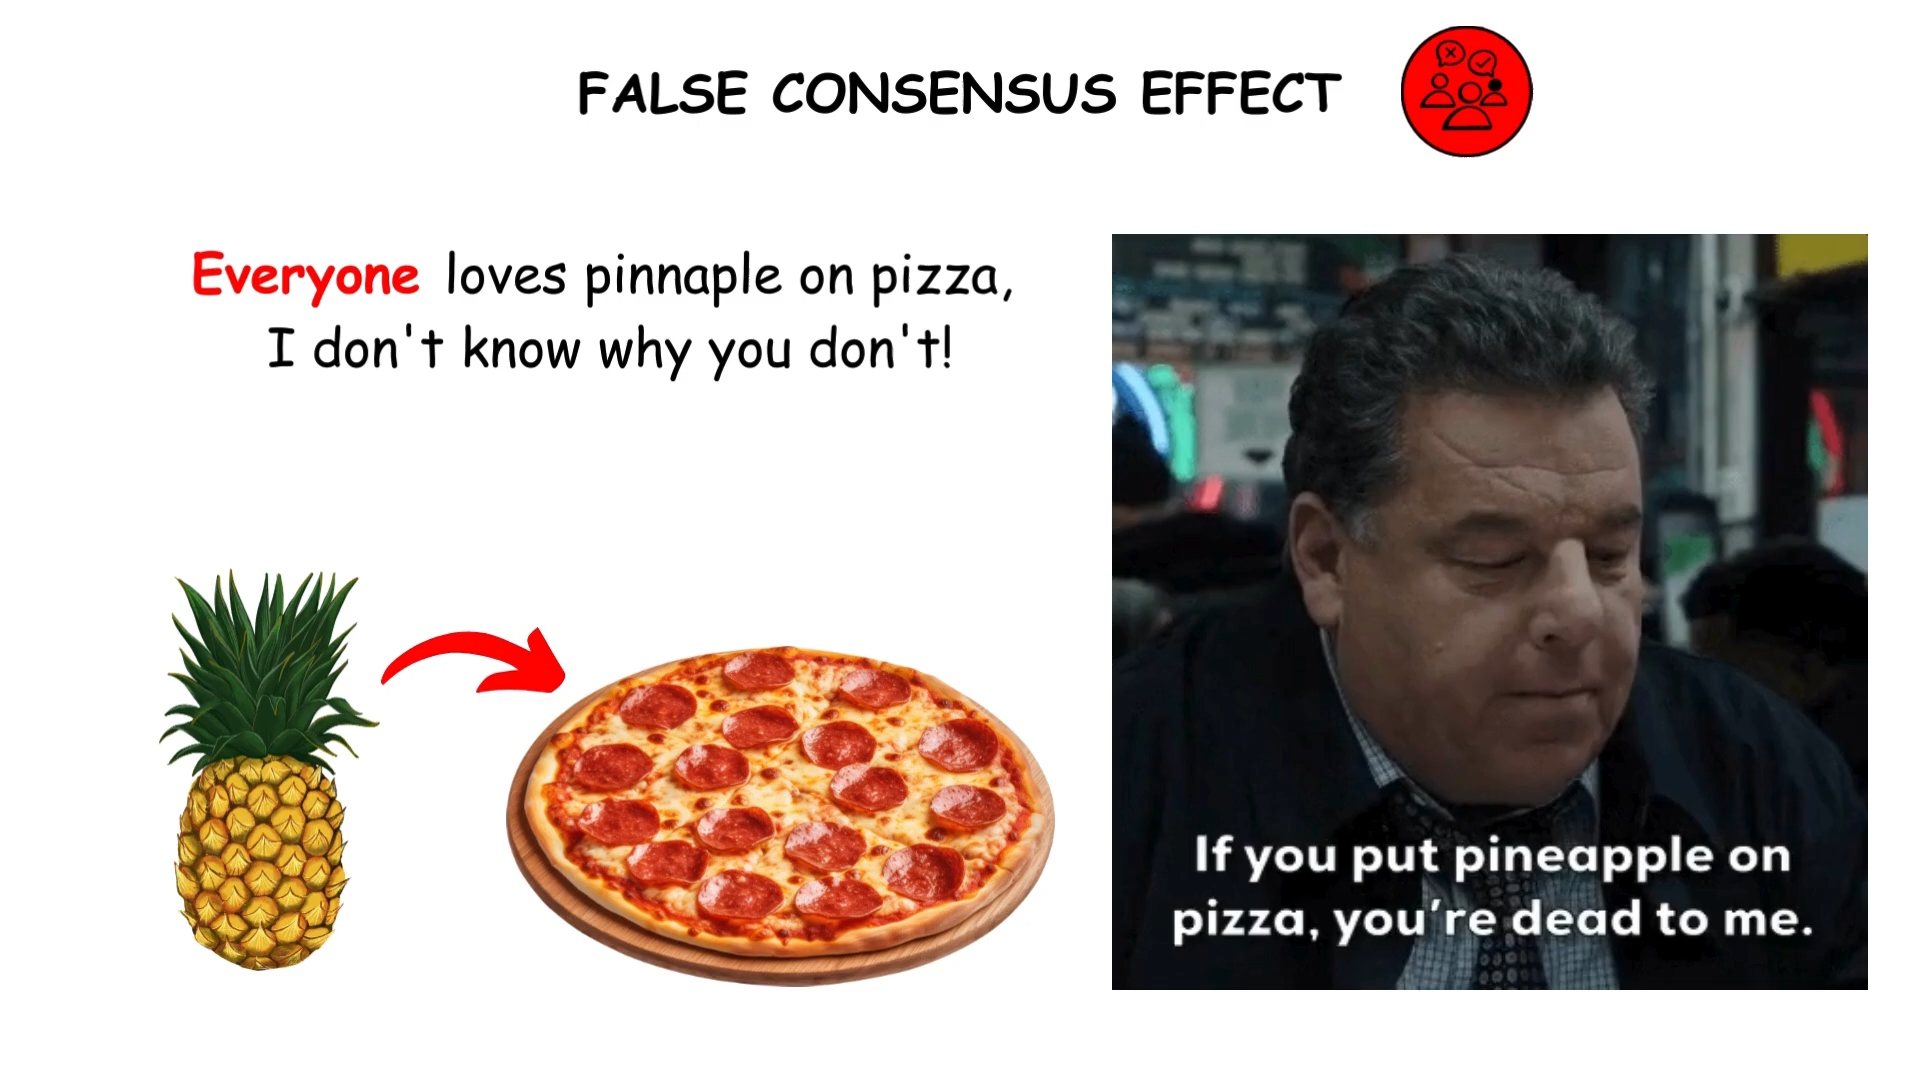 FALSE CONSENSUS EFFECT
Everyone loves pinnaple on pizza,
I don't know why you don't!
If you put pineapple on
pizza, you're dead to me.